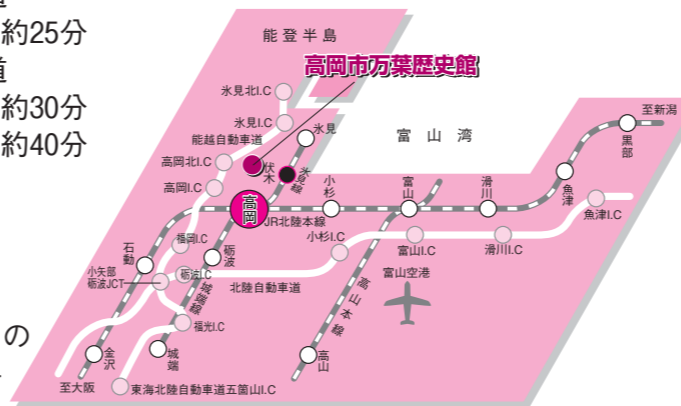 道
約25分
道
約30分
約40分
の
能登半島
高岡市万葉歴史館
氷見北I.C
氷見I.C
氷見
能越自動車道
富山湾
至新潟
黒部
高岡北I.C
伏木
氷見線
高岡I.C
高岡
小杉
富山
滑川
魚津
魚津I.C
JR北陸本線
福岡I.C
小杉I.C
富山I.C
滑川I.C
石動
砺波
小矢部
砺波JCT
砺波I.C
北陸自動車道
富山空港
城端線
高山本線
福光I.C
金沢
城端
高山
至大阪
東海北陸自動車道五箇山I.C